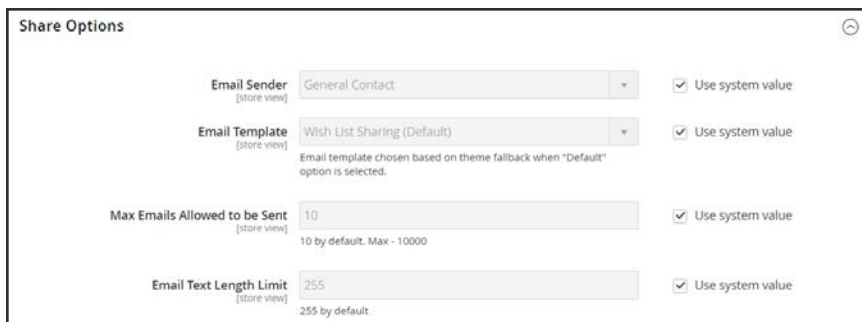 Share Options
Email Sender General Contact Use system value
[store view]
Email Template Wish List Sharing (Default) Use system value
[store view]
Email template chosen based on theme fallback when "Default"
option is selected.
Max Emails Allowed to be Sent 10 Use system value
[store view]
10 by default. Max - 10000
Email Text Length Limit 255 Use system value
[store view]
255 by default